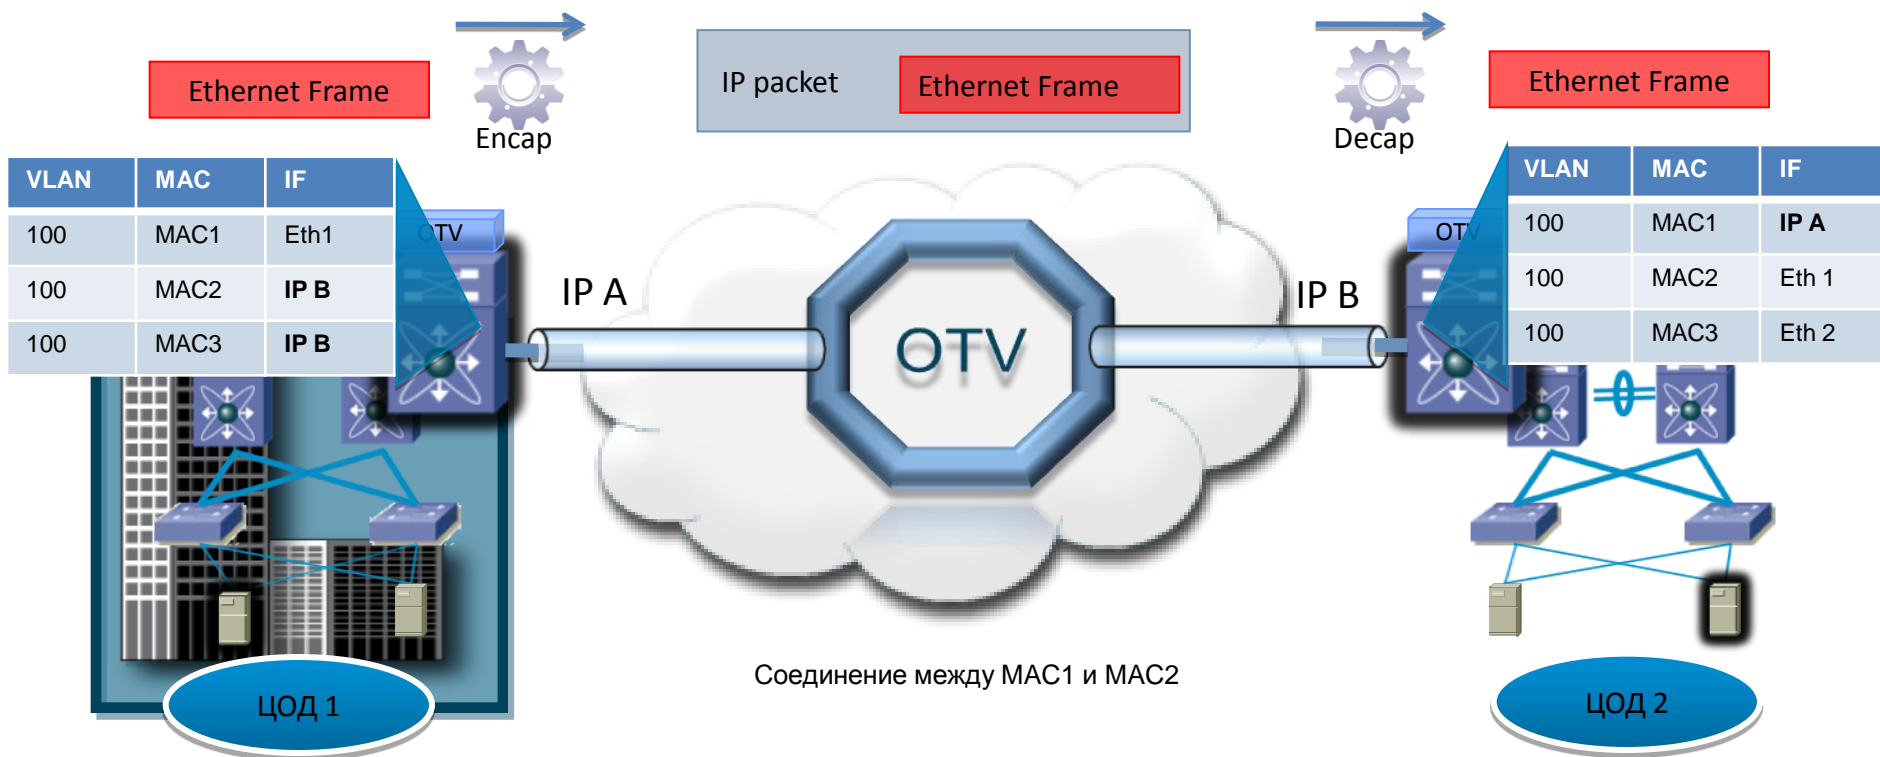 Ethernet Frame
Encap
IP packet
Ethernet Frame
Decap
Ethernet Frame
VLAN MAC IF
100 MAC1 Eth1
100 MAC2 IP B
100 MAC3 IP B
OTV
IP A
OTV
IP B
OTV
VLAN MAC IF
100 MAC1 IP A
100 MAC2 Eth 1
100 MAC3 Eth 2
Соединение между MAC1 и MAC2
ЦОД 1
ЦОД 2